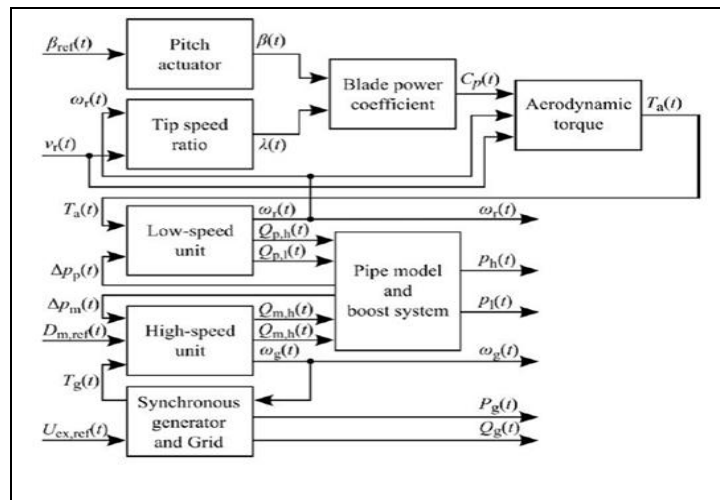 β_ref(t)
Pitch
actuator
β(t)
ω_r(t)
v_r(t)
Tip speed
ratio
λ(t)
Blade power
coefficient
C_p(t)
Aerodynamic
torque
T_a(t)
T_a(t)
Low-speed
unit
ω_r(t)
Q_p,h(t)
Q_p,l(t)
ω_r(t)
Δp_p(t)
Pipe model
and
boost system
p_h(t)
p_l(t)
Δp_m(t)
D_m,ref(t)
High-speed
unit
Q_m,h(t)
Q_m,h(t)
ω_g(t)
ω_g(t)
T_g(t)
Synchronous
generator
and Grid
P_g(t)
Q_g(t)
U_ex,ref(t)